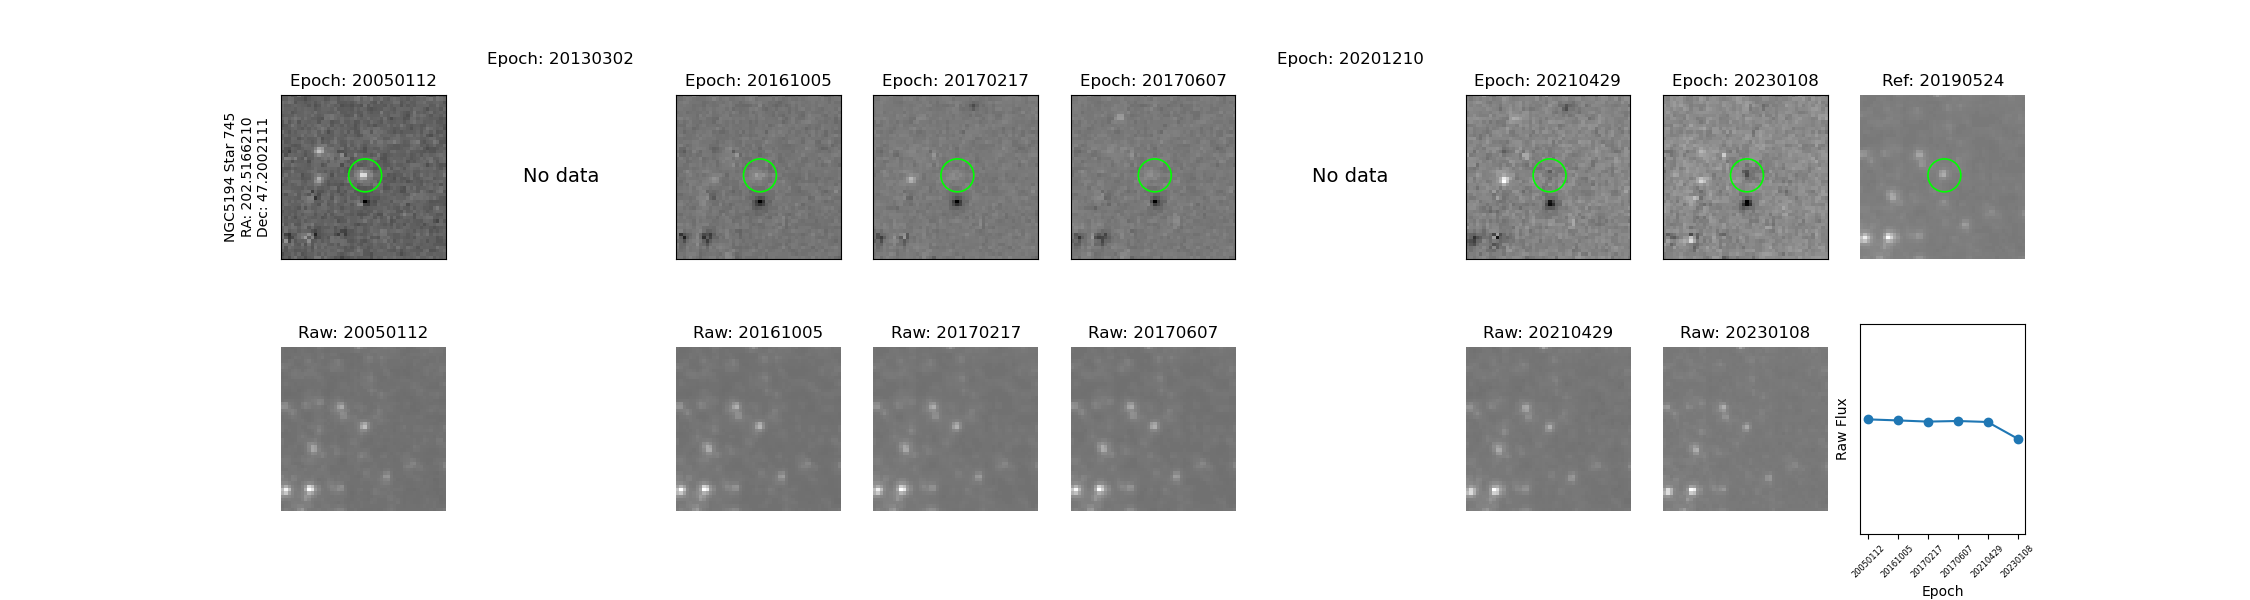 Epoch: 20130302
Epoch: 20201210
Epoch: 20050112
Epoch: 20161005
Epoch: 20170217
Epoch: 20170607
Epoch: 20210429
Epoch: 20230108
Ref: 20190524
NGC5194 Star 745
RA: 202.5166210
Dec: 47.2002111
No data
No data
Raw: 20050112
Raw: 20161005
Raw: 20170217
Raw: 20170607
Raw: 20210429
Raw: 20230108
Raw Flux
20050112
20161005
20170217
20170607
20210429
20230108
Epoch